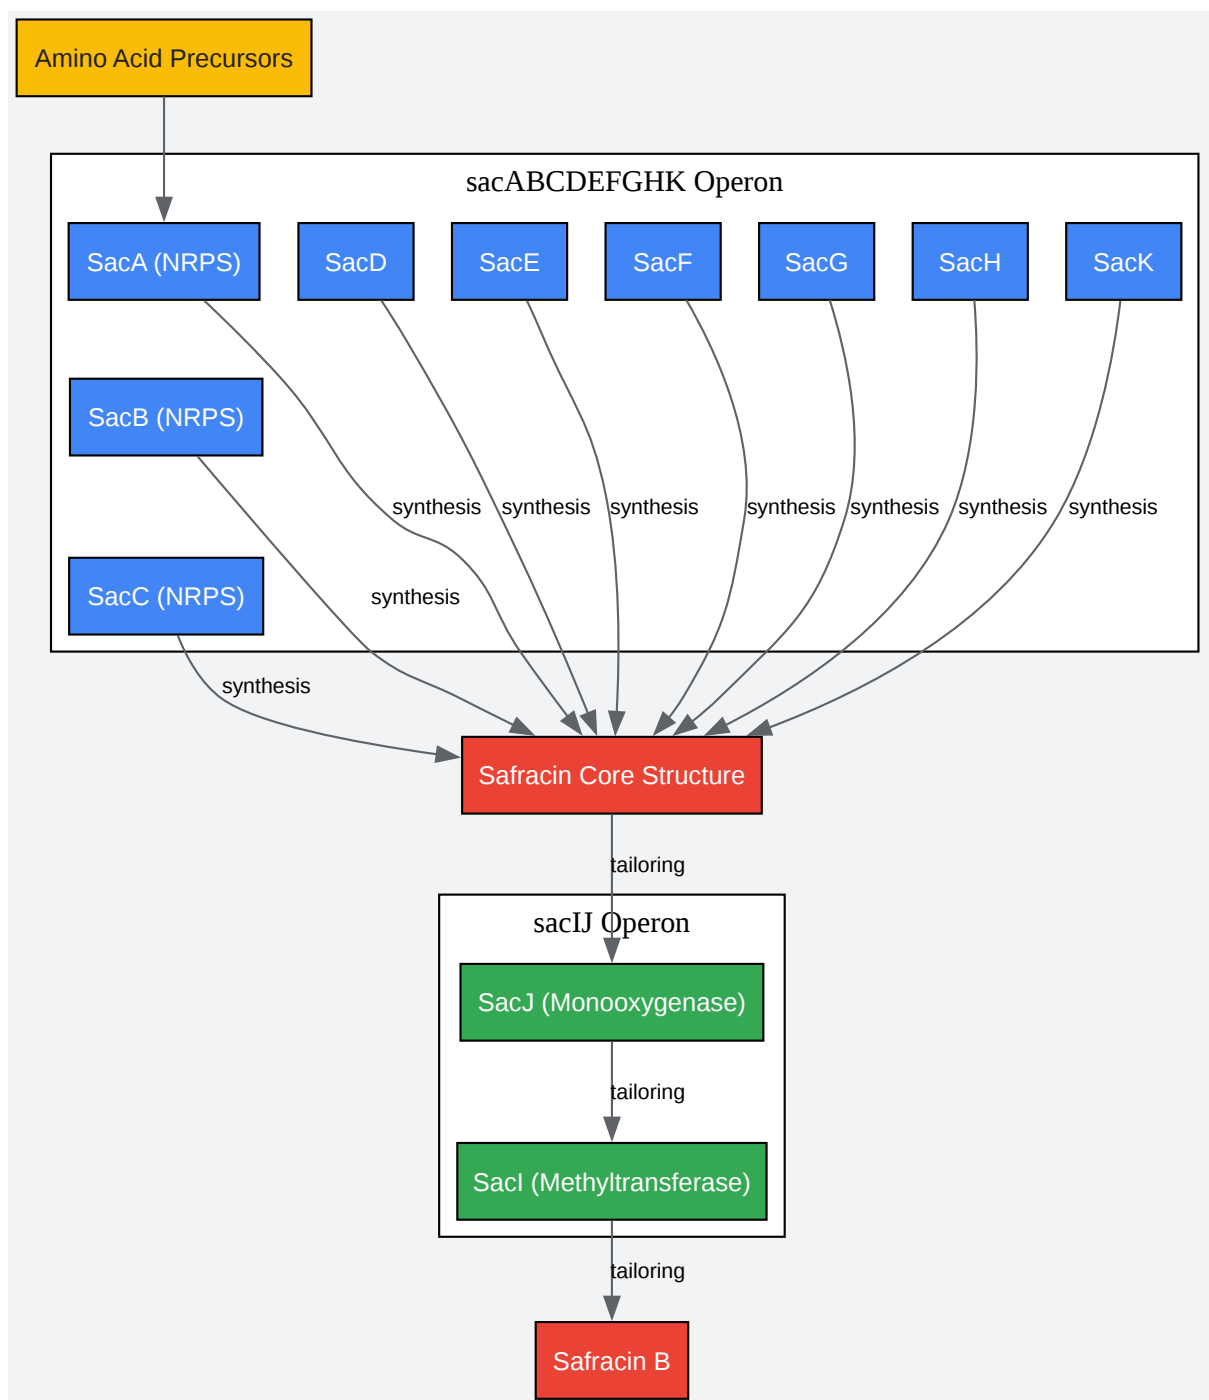 Amino Acid Precursors
sacABCDEFGHK Operon
SacA (NRPS)
SacD
SacE
SacF
SacG
SacH
SacK
SacB (NRPS)
synthesis
synthesis
synthesis
synthesis
synthesis
synthesis
synthesis
SacC (NRPS)
synthesis
synthesis
Safracin Core Structure
tailoring
sacIJ Operon
SacJ (Monooxygenase)
tailoring
SacI (Methyltransferase)
tailoring
Safracin B